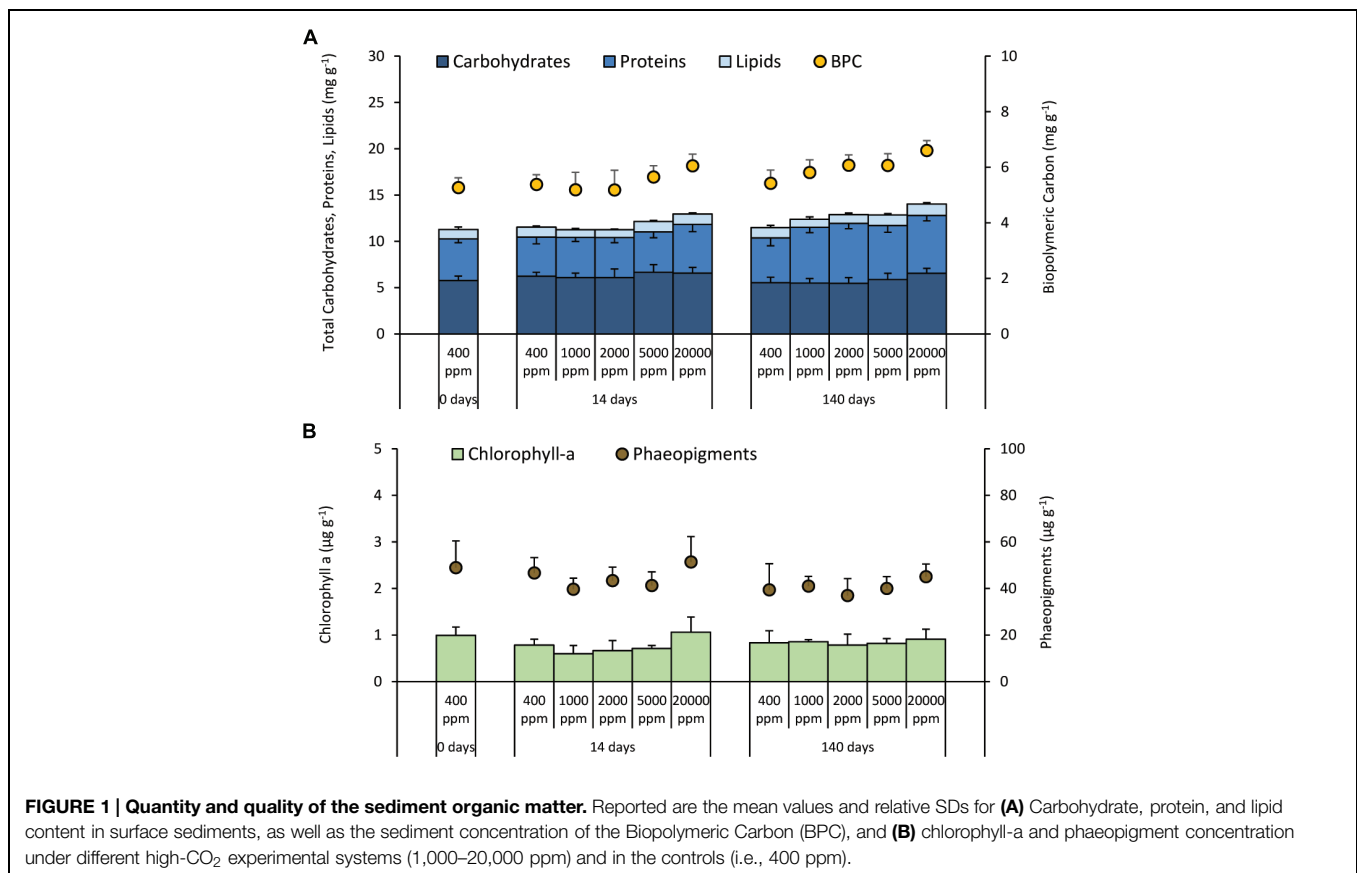 A
Carbohydrates Proteins Lipids BPC
Total Carbohydrates, Proteins, Lipids (mg g-1)
30
25
20
15
10
5
0
10
8
6
4
2
0
Biopolymeric Carbon (mg g-1)
400 400 1000 2000 5000 20000 400 1000 2000 5000 20000
ppm ppm ppm ppm ppm ppm ppm ppm ppm ppm ppm
0 days 14 days 140 days
B
Chlorophyll-a Phaeopigments
Chlorophyll a (µg g-1)
5
4
3
2
1
0
100
80
60
40
20
0
Phaeopigments (µg g-1)
400 400 1000 2000 5000 20000 400 1000 2000 5000 20000
ppm ppm ppm ppm ppm ppm ppm ppm ppm ppm ppm
0 days 14 days 140 days
FIGURE 1 | Quantity and quality of the sediment organic matter. Reported are the mean values and relative SDs for (A) Carbohydrate, protein, and lipid
content in surface sediments, as well as the sediment concentration of the Biopolymeric Carbon (BPC), and (B) chlorophyll-a and phaeopigment concentration
under different high-CO2 experimental systems (1,000–20,000 ppm) and in the controls (i.e., 400 ppm).